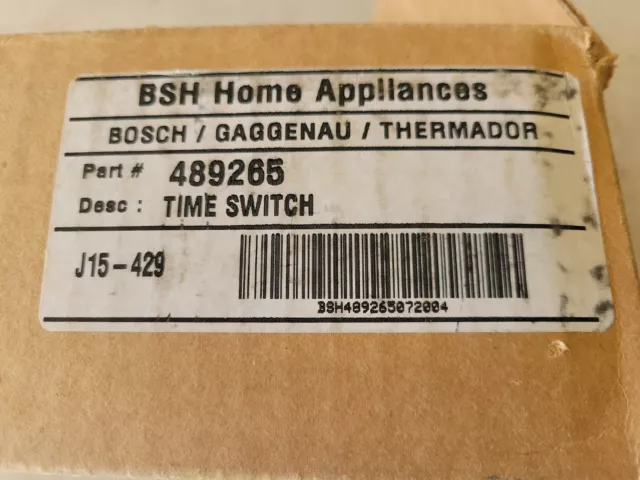 BSH Home Appliances
BOSCH / GAGGENAU / THERMADOR
Part # 489265
Desc : TIME SWITCH
J15-429
BSH489265072004